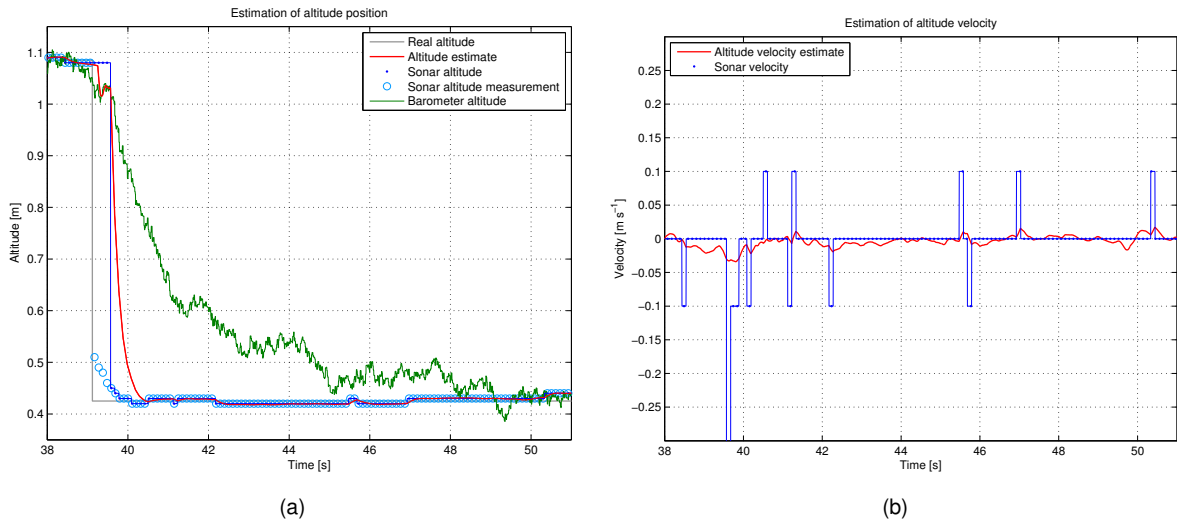 Estimation of altitude position
1.1
1
0.9
0.8
0.7
0.6
0.5
0.4
Altitude [m]
Real altitude
Altitude estimate
Sonar altitude
Sonar altitude measurement
Barometer altitude
38 40 42 44 46 48 50
Time [s]
(a)
Estimation of altitude velocity
0.25
0.2
0.15
0.1
0.05
0
−0.05
−0.1
−0.15
−0.2
−0.25
Velocity [m s⁻¹]
Altitude velocity estimate
Sonar velocity
38 40 42 44 46 48 50
Time [s]
(b)